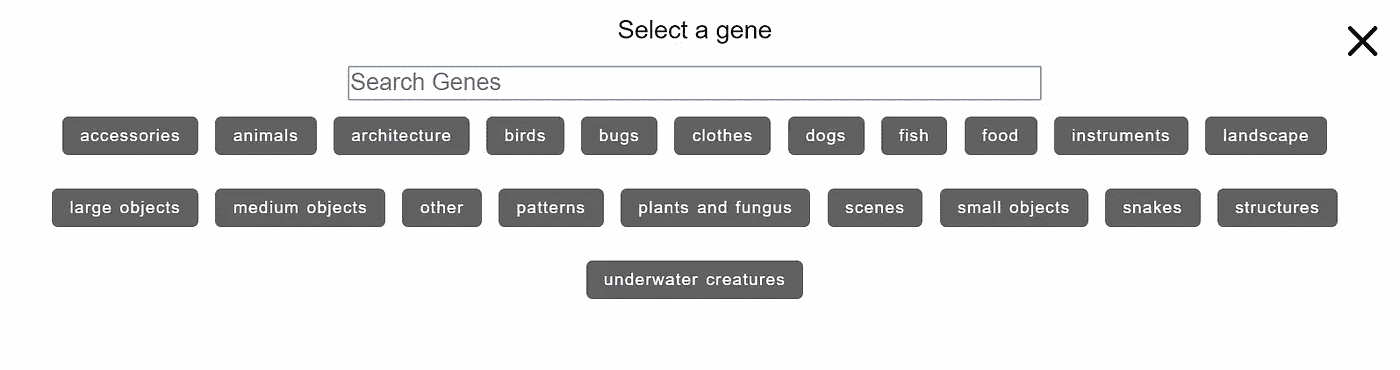 Select a gene
Search Genes
accessories animals architecture birds bugs clothes dogs fish food instruments landscape
large objects medium objects other patterns plants and fungus scenes small objects snakes structures
underwater creatures